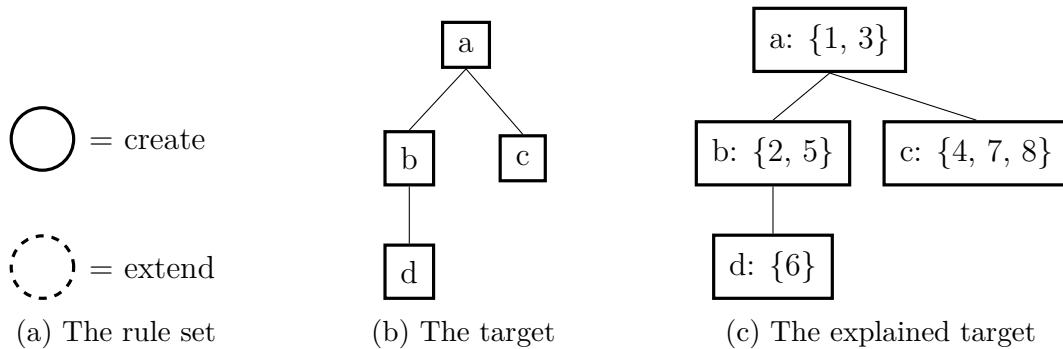 = create
= extend
(a) The rule set
a
b
c
d
(b) The target
a: {1, 3}
b: {2, 5}
c: {4, 7, 8}
d: {6}
(c) The explained target